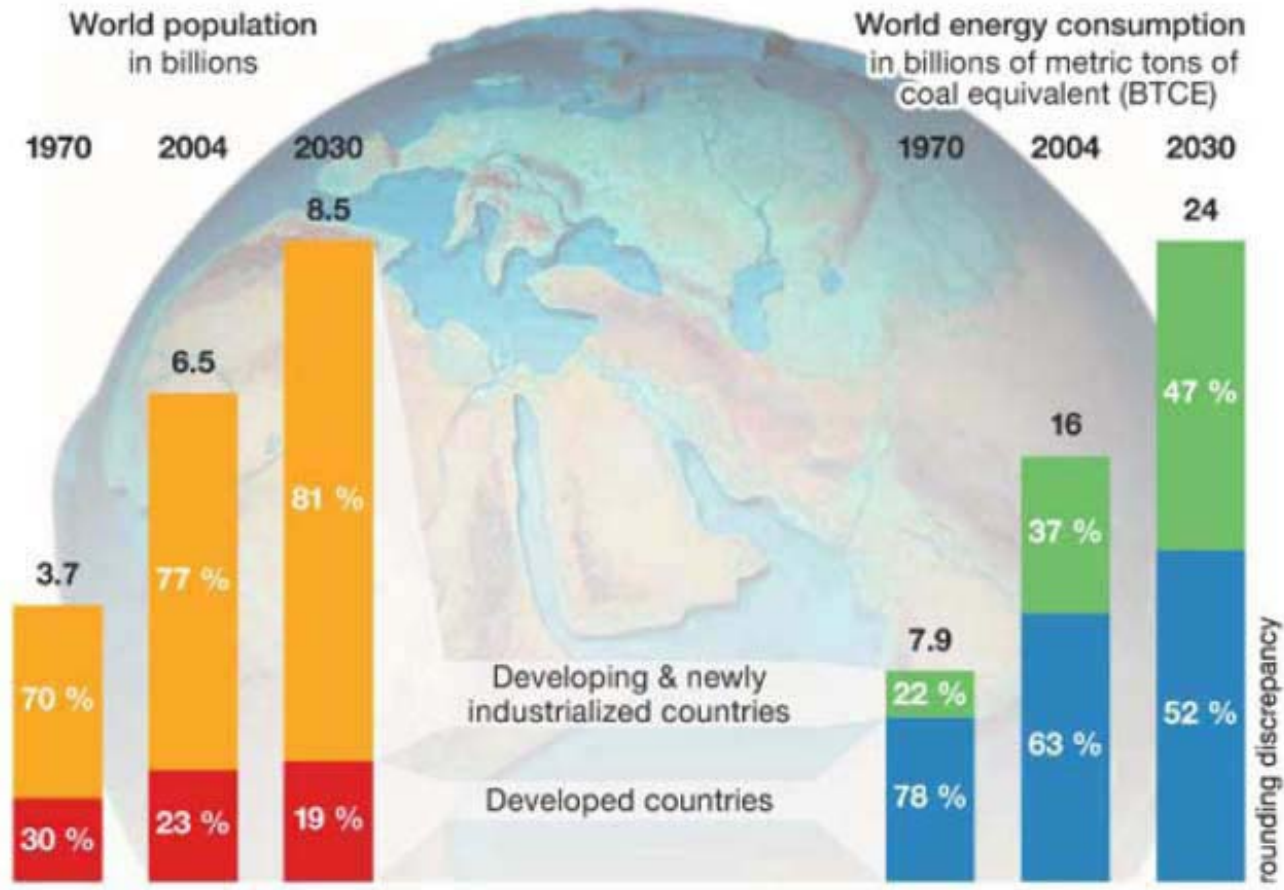 World population
in billions
1970 2004 2030
8.5
6.5
81 %
77 %
3.7
70 %
30 % 23 % 19 %
Developing & newly
industrialized countries
Developed countries
World energy consumption
in billions of metric tons of
coal equivalent (BTCE)
1970 2004 2030
24
47 %
16
37 %
7.9
22 %
52 %
63 %
78 %
rounding discrepancy